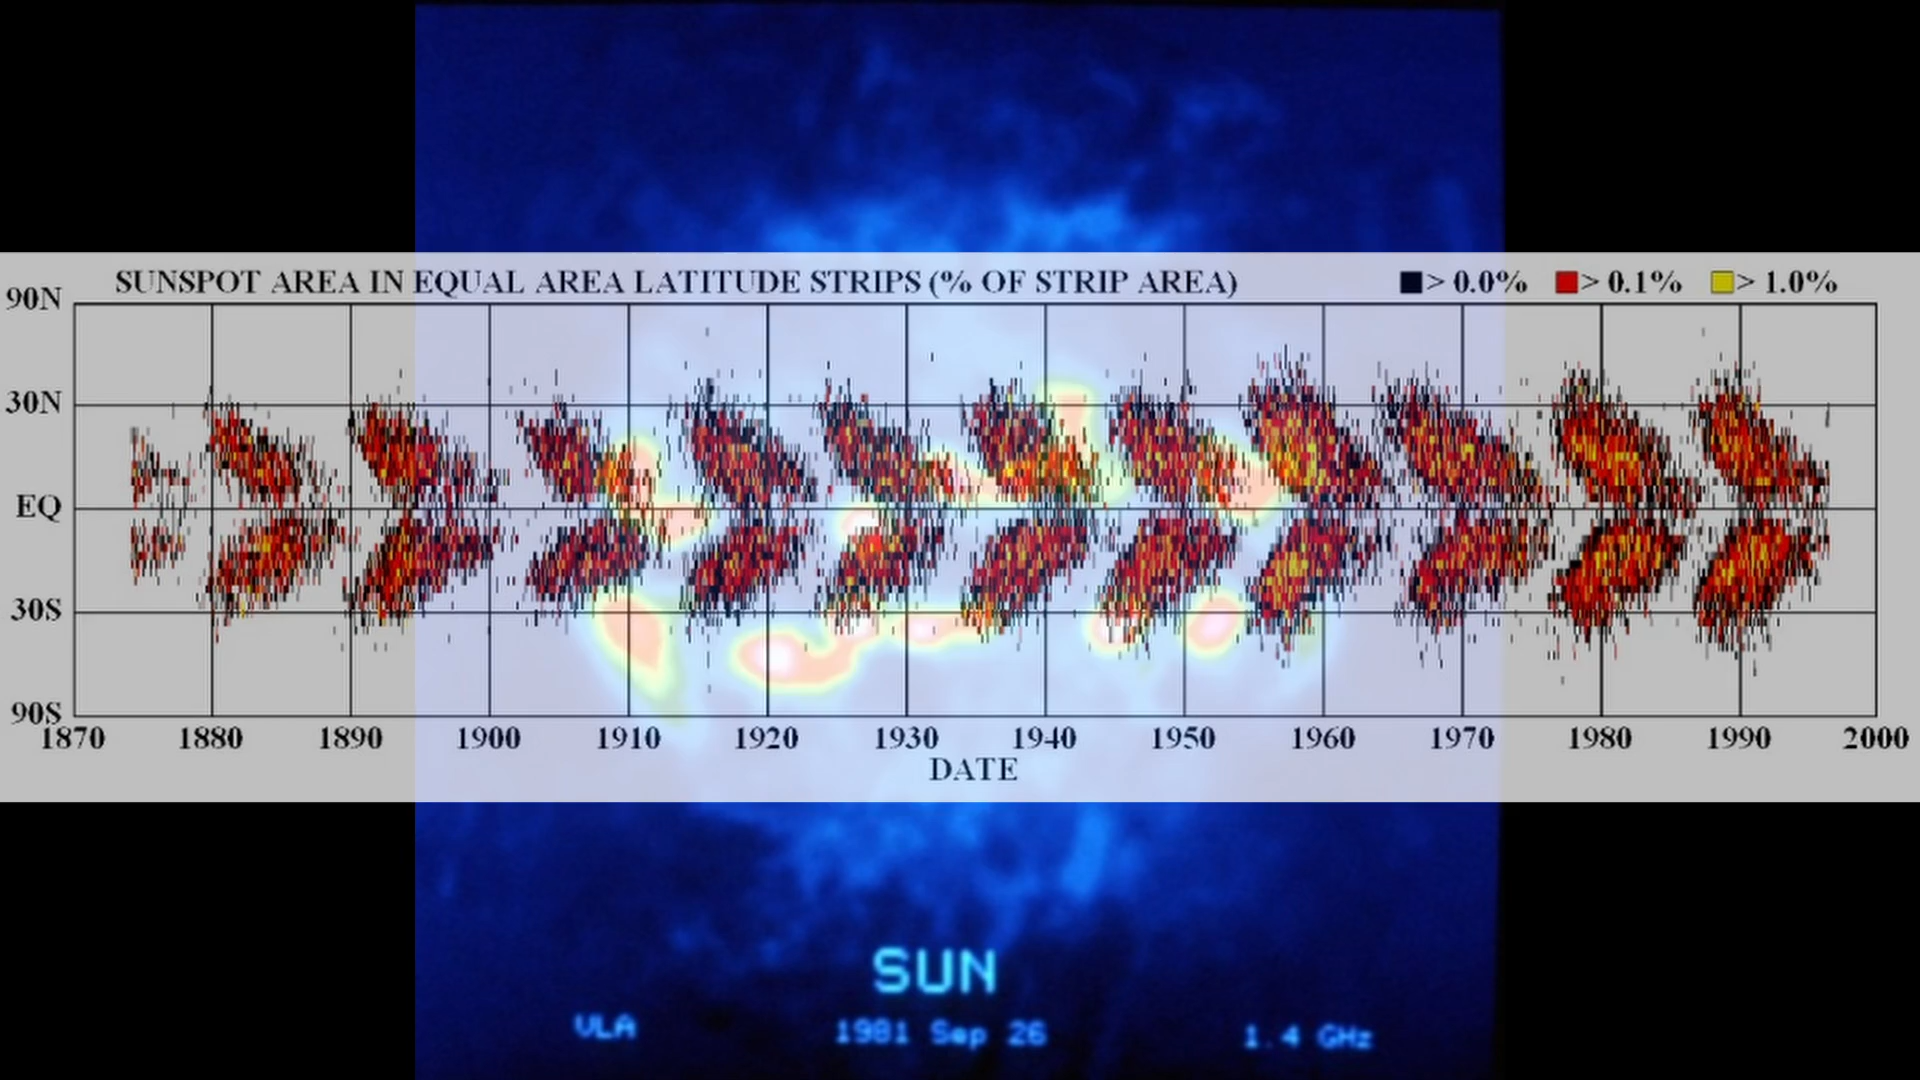 SUNSPOT AREA IN EQUAL AREA LATITUDE STRIPS (% OF STRIP AREA) > 0.0% > 0.1% > 1.0%
90N
30N
EQ
30S
90S
1870 1880 1890 1900 1910 1920 1930 1940 1950 1960 1970 1980 1990 2000
DATE
SUN
VLA 1981 Sep 26 1.4 GHz